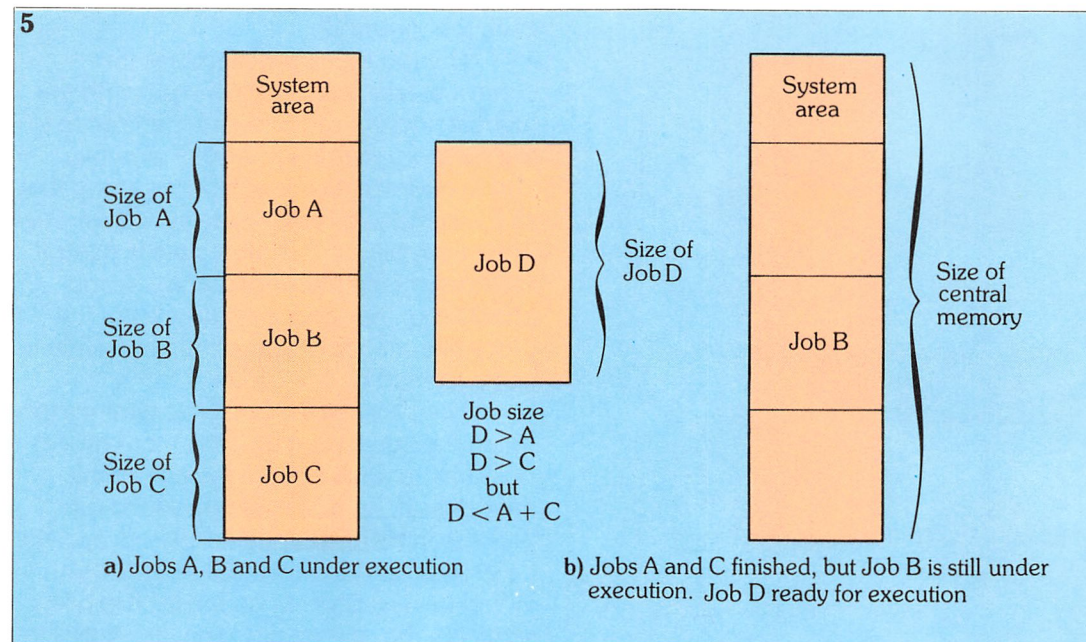 5
System
area
Size of
Job A
Job A
Size of
Job B
Job B
Size of
Job C
Job C
Job D
Size of
Job D
Job size
D > A
D > C
but
D < A + C
System
area
Job B
Size of
central
memory
a) Jobs A, B and C under execution
b) Jobs A and C finished, but Job B is still under
execution. Job D ready for execution